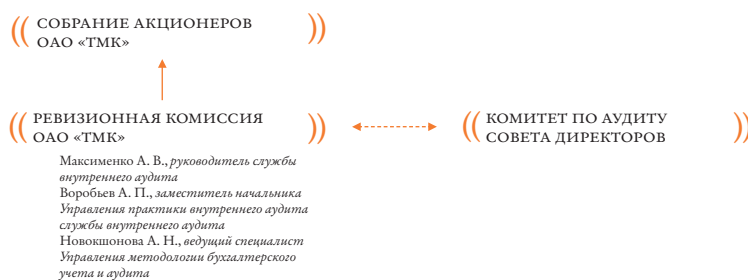 СОБРАНИЕ АКЦИОНЕРОВ
ОАО «ТМК»
РЕВИЗИОННАЯ КОМИССИЯ
ОАО «ТМК»
КОМИТЕТ ПО АУДИТУ
СОВЕТА ДИРЕКТОРОВ
Максименко А. В., руководитель службы
внутреннего аудита
Воробьев А. П., заместитель начальника
Управления практики внутреннего аудита
службы внутреннего аудита
Новокшонова А. Н., ведущий специалист
Управления методологии бухгалтерского
учета и аудита